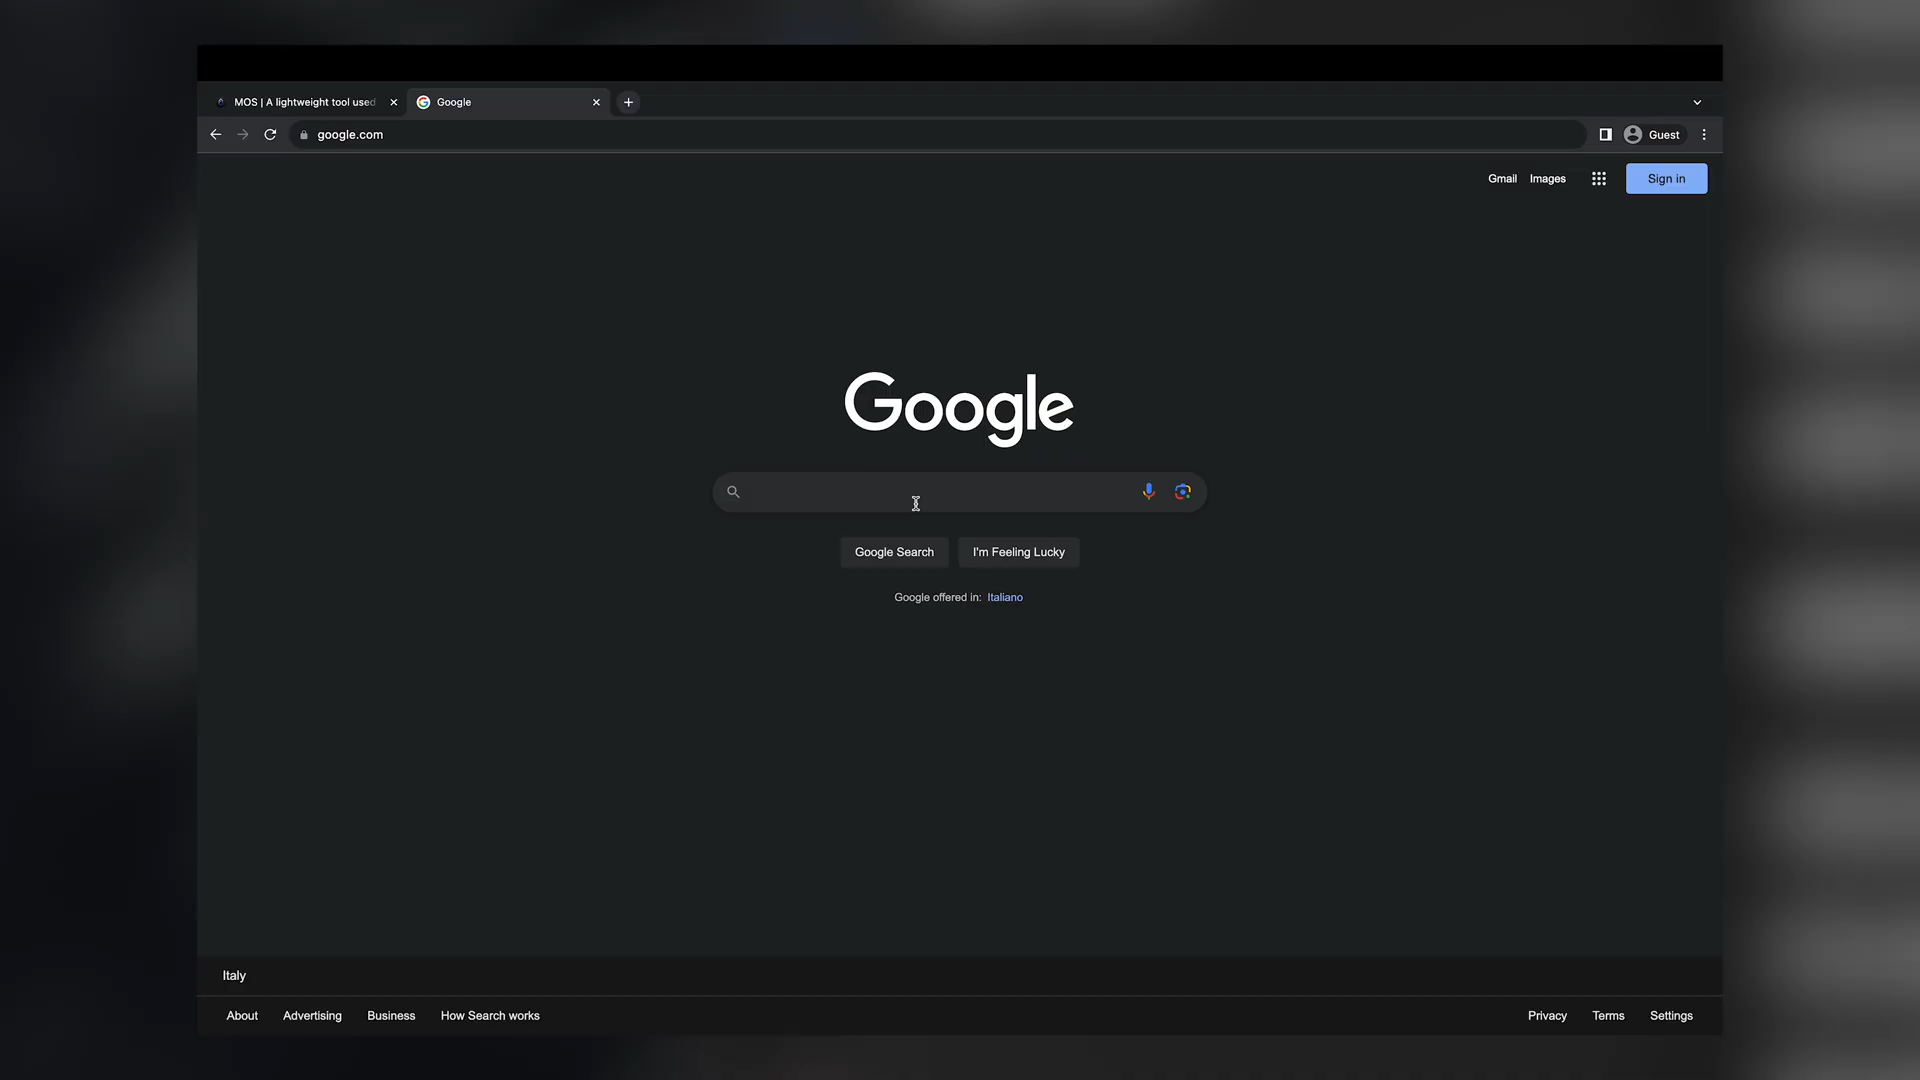 MOS | A lightweight tool used
Google
google.com
Guest
Gmail
Images
Sign in
Google
Google Search
I'm Feeling Lucky
Google offered in: Italiano
Italy
About
Advertising
Business
How Search works
Privacy
Terms
Settings